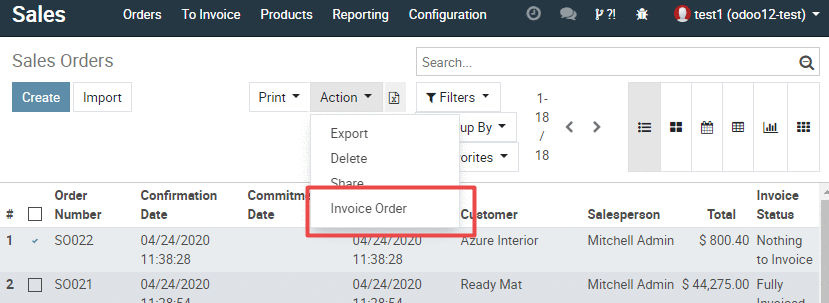 Sales Orders To Invoice Products Reporting Configuration ?! test1 (odoo12-test)
Sales Orders
Search...
Create Import Print Action Filters 1-
18
/
18
up By
Export
Delete
orites
Share
Invoice Order
# Order
Number
Confirmation
Date
Commitm
Date
Customer
Salesperson
Total
Invoice
Status
1 SO022 04/24/2020
11:38:28
04/24/2020
11:38:28
Azure Interior Mitchell Admin $ 800.40 Nothing
to Invoice
2 SO021 04/24/2020
11:38:54
04/24/2020
11:38:54
Ready Mat Mitchell Admin $ 44,275.00 Fully
Invoiced